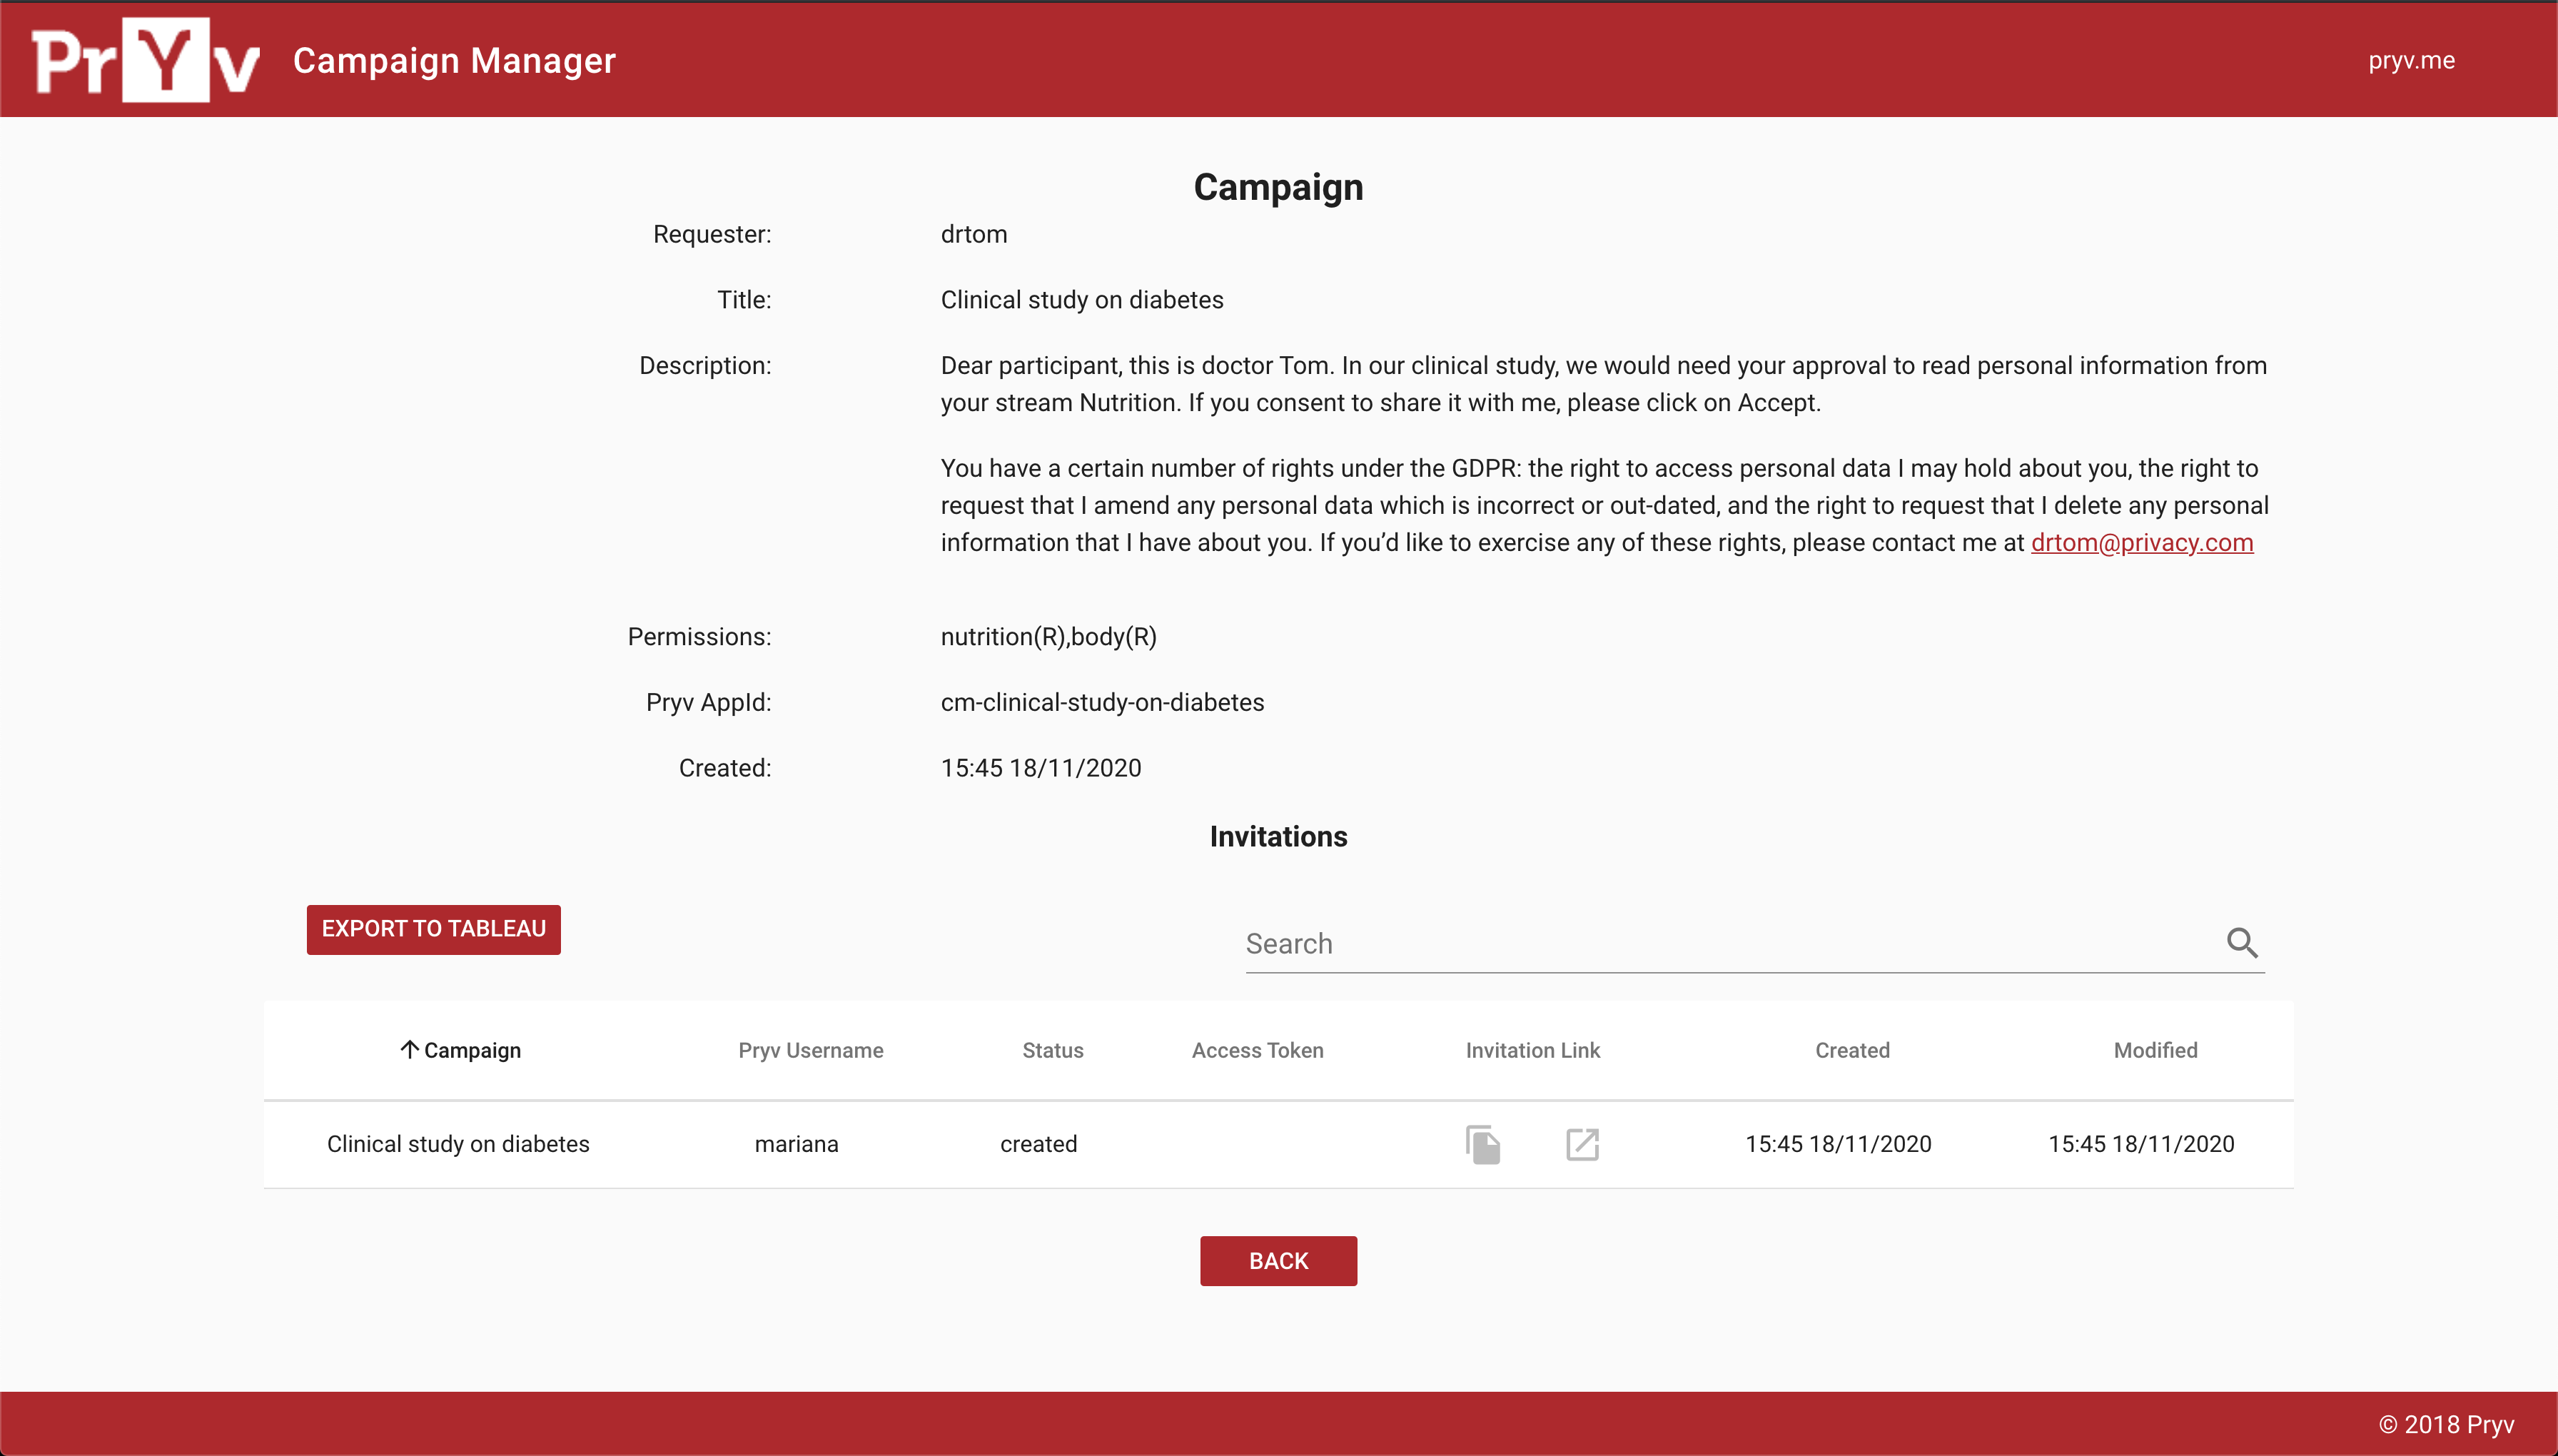 PrYv Campaign Manager pryv.me
Campaign
Requester: drtom
Title: Clinical study on diabetes
Description: Dear participant, this is doctor Tom. In our clinical study, we would need your approval to read personal information from
your stream Nutrition. If you consent to share it with me, please click on Accept.
You have a certain number of rights under the GDPR: the right to access personal data I may hold about you, the right to
request that I amend any personal data which is incorrect or out-dated, and the right to request that I delete any personal
information that I have about you. If you’d like to exercise any of these rights, please contact me at drtom@privacy.com
Permissions: nutrition(R),body(R)
Pryv AppId: cm-clinical-study-on-diabetes
Created: 15:45 18/11/2020
Invitations
EXPORT TO TABLEAU Search
Campaign Pryv Username Status Access Token Invitation Link Created Modified
Clinical study on diabetes mariana created 15:45 18/11/2020 15:45 18/11/2020
BACK
© 2018 Pryv